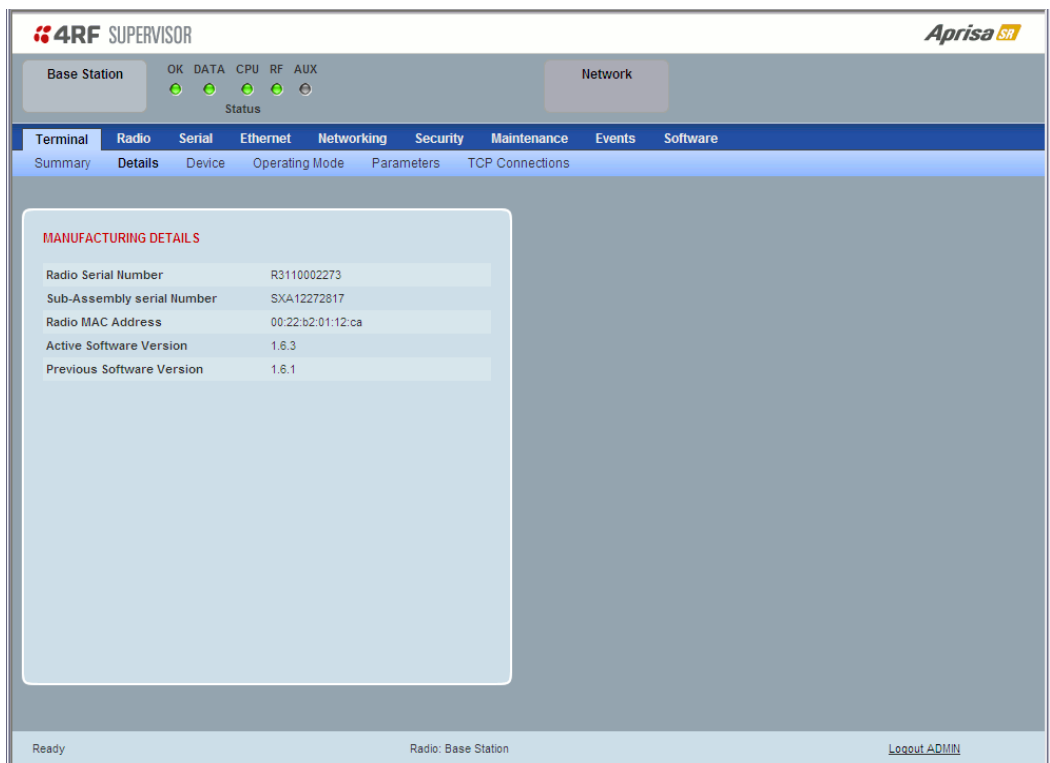 4RF SUPERVISOR
Aprisa SR
Base Station
OK DATA CPU RF AUX
Status
Network
Terminal Radio Serial Ethernet Networking Security Maintenance Events Software
Summary Details Device Operating Mode Parameters TCP Connections
MANUFACTURING DETAILS
Radio Serial Number R3110002273
Sub-Assembly serial Number SXA12272817
Radio MAC Address 00:22:b2:01:12:ca
Active Software Version 1.6.3
Previous Software Version 1.6.1
Ready Radio: Base Station Logout ADMIN